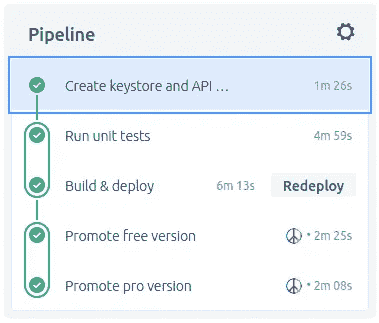 Pipeline
Create keystore and API ... 1m 26s
Run unit tests 4m 59s
Build & deploy 6m 13s Redeploy
Promote free version • 2m 25s
Promote pro version • 2m 08s